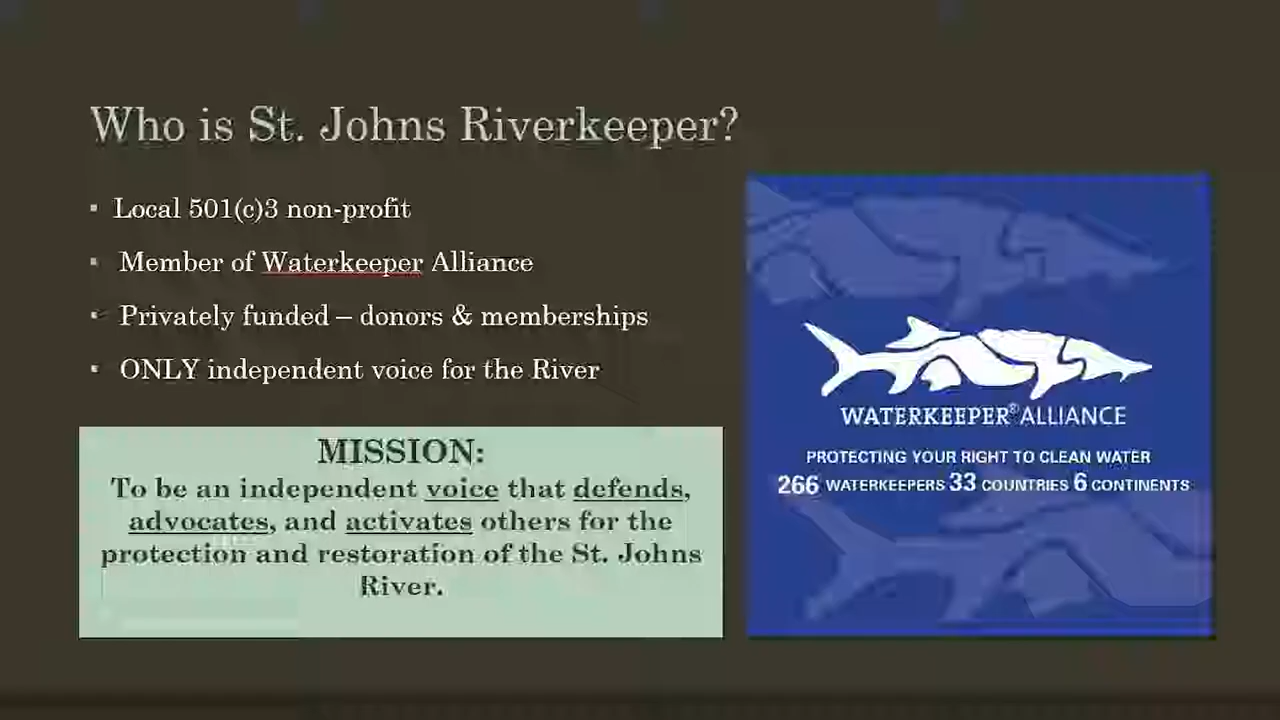 Who is St. Johns Riverkeeper?
Local 501(c)3 non-profit
Member of Waterkeeper Alliance
Privately funded – donors & memberships
ONLY independent voice for the River
MISSION:
To be an independent voice that defends,
advocates, and activates others for the
protection and restoration of the St. Johns
River.
WATERKEEPER® ALLIANCE
PROTECTING YOUR RIGHT TO CLEAN WATER
266 WATERKEEPERS 33 COUNTRIES 6 CONTINENTS